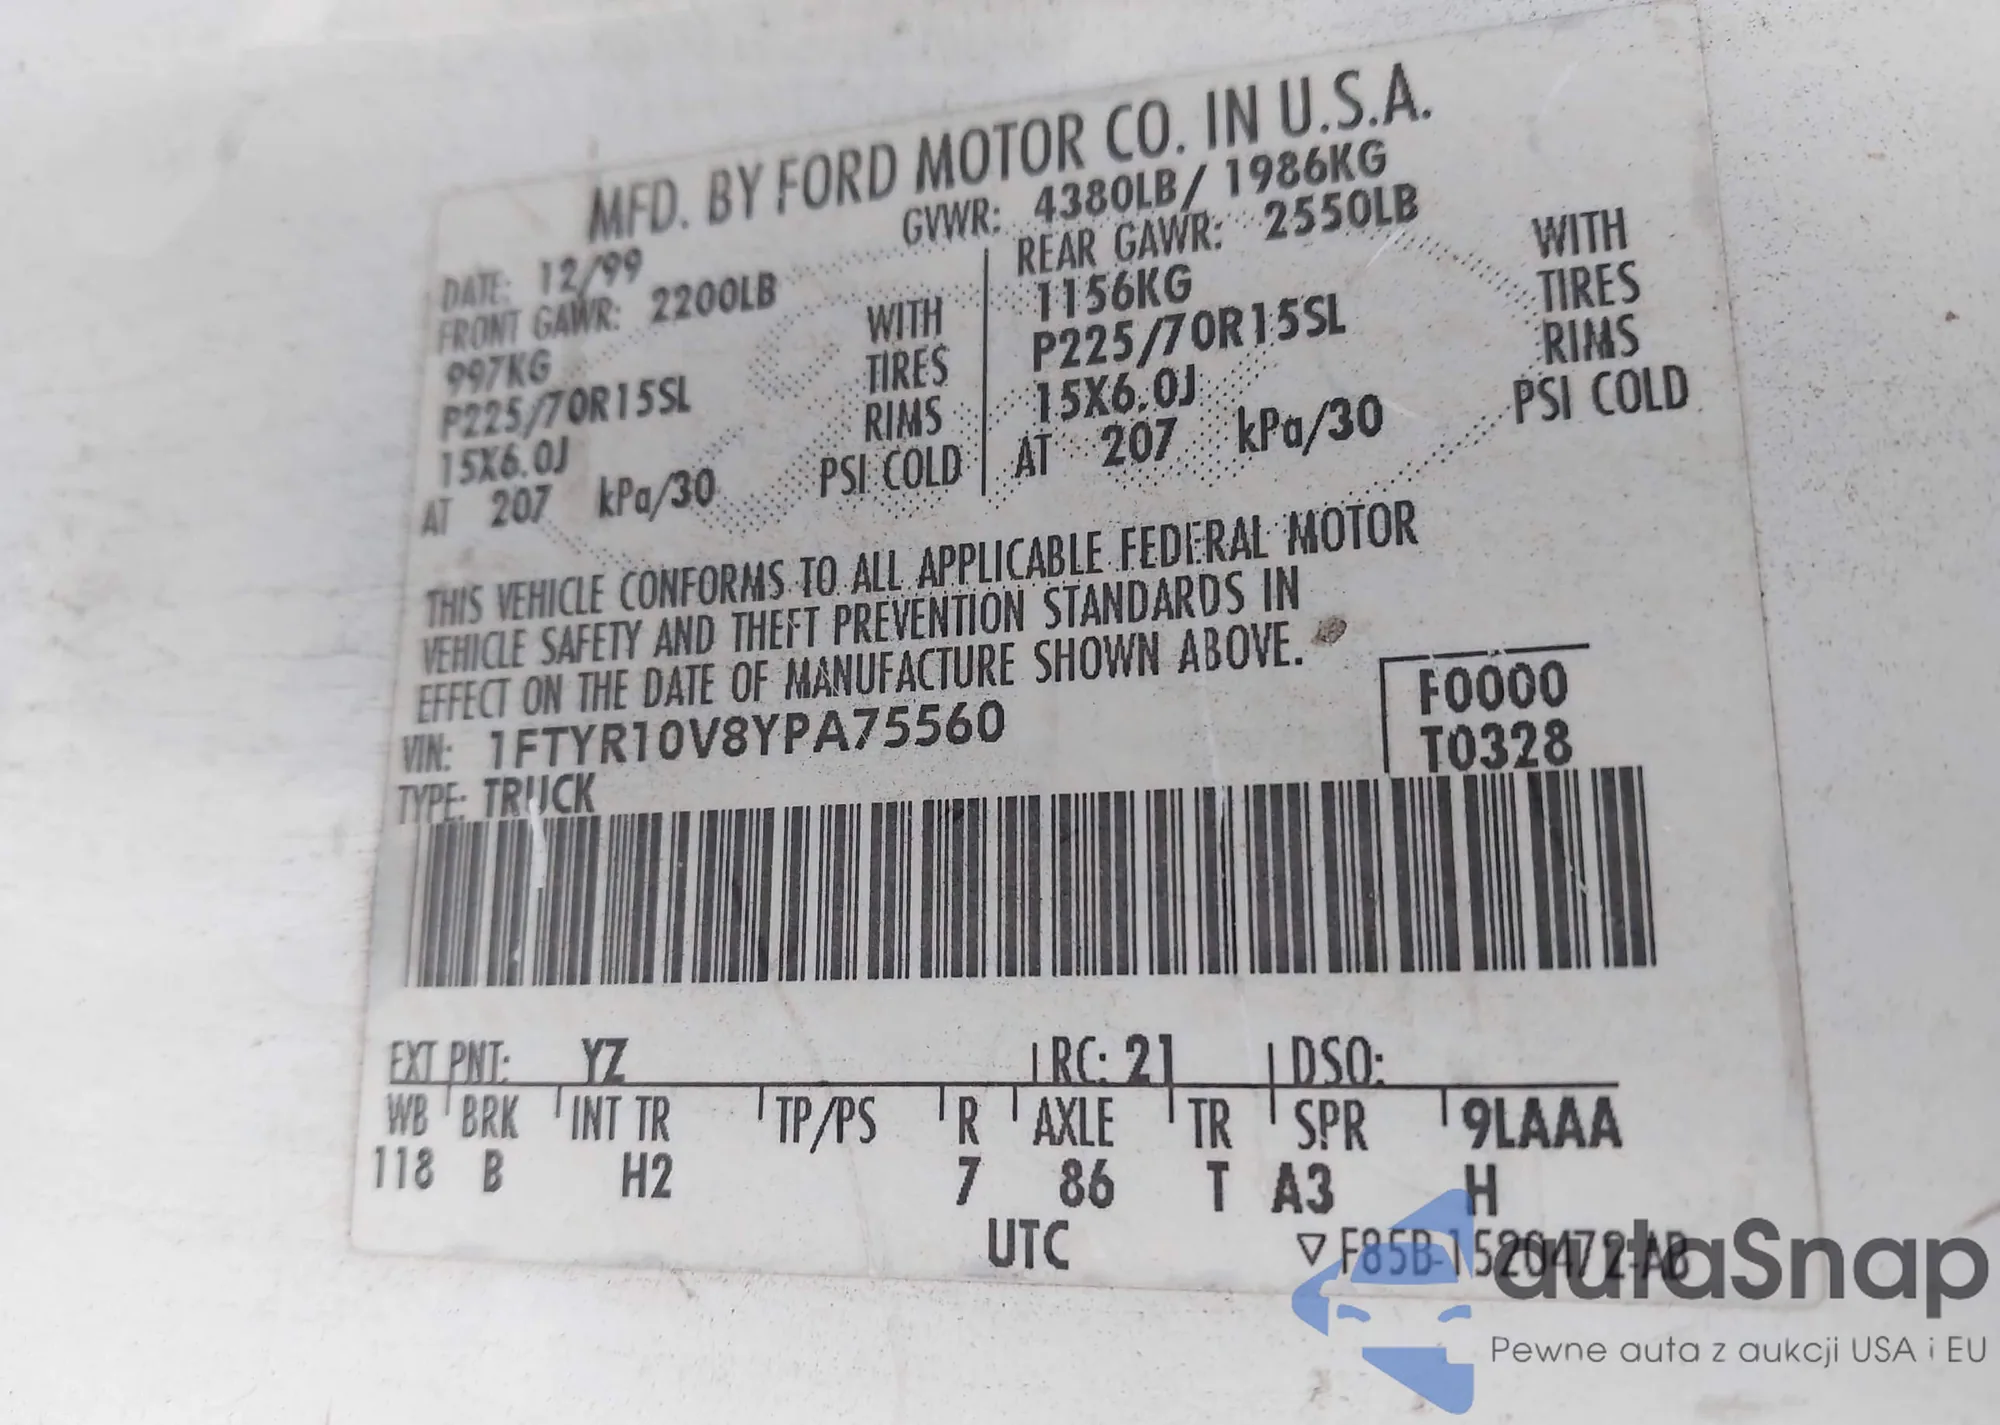 MFD. BY FORD MOTOR CO. IN U.S.A.
DATE: 12/99 GVWR: 4380LB/ 1986KG
FRONT GAWR: 2200LB REAR GAWR: 2550LB
997KG WITH 1156KG WITH
P225/70R15SL TIRES P225/70R15SL TIRES
15X6.0J RIMS 15X6.0J RIMS
AT 207 kPa/30 PSI COLD AT 207 kPa/30 PSI COLD
THIS VEHICLE CONFORMS TO ALL APPLICABLE FEDERAL MOTOR
VEHICLE SAFETY AND THEFT PREVENTION STANDARDS IN
EFFECT ON THE DATE OF MANUFACTURE SHOWN ABOVE.
VIN: 1FTYR10V8YPA75560 F0000
TYPE: TRUCK T0328
EXT PNT: YZ RC: 21 DSO:
WB BRK INT TR TP/PS R AXLE TR SPR 9LAAA
118 B H2 7 86 T A3 H
UTC
▽ F85B-1520472-AB
autaSnap
Pewne auta z aukcji USA i EU